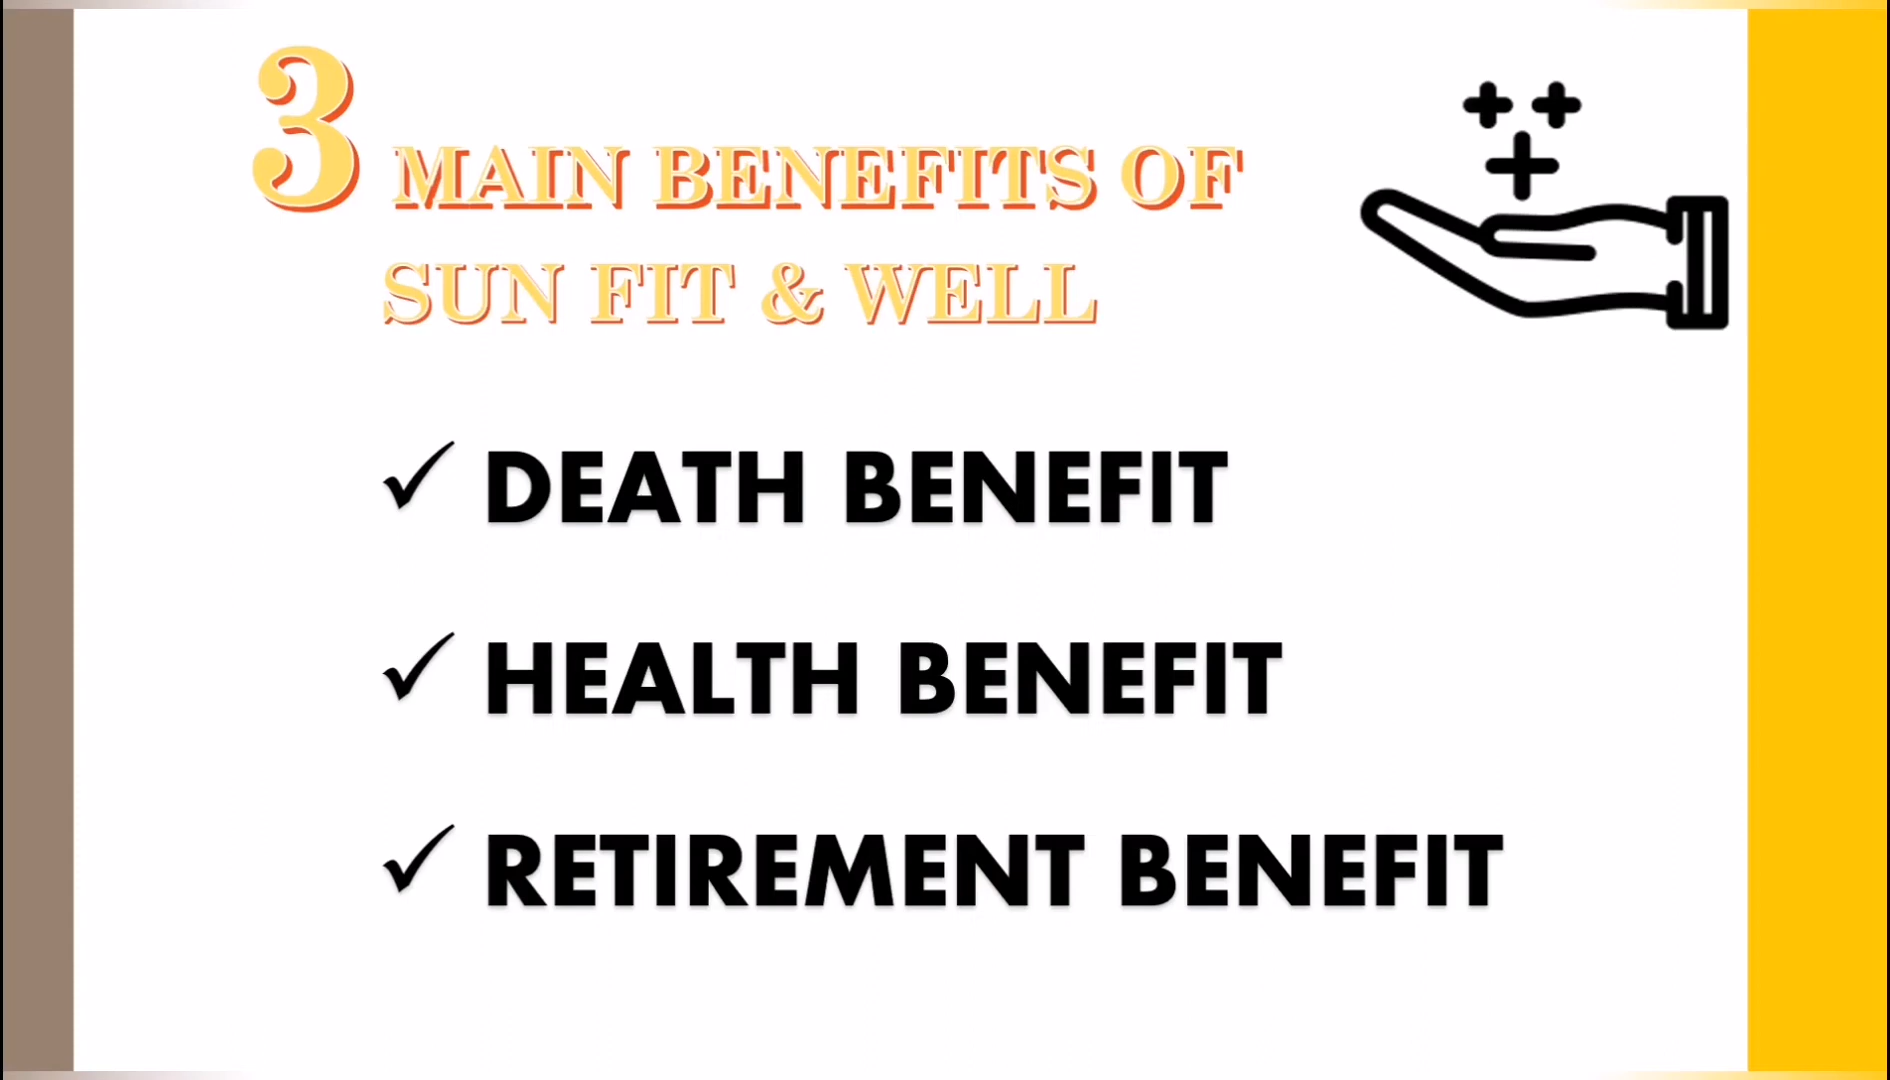 3 MAIN BENEFITS OF
SUN FIT & WELL
✓ DEATH BENEFIT
✓ HEALTH BENEFIT
✓ RETIREMENT BENEFIT